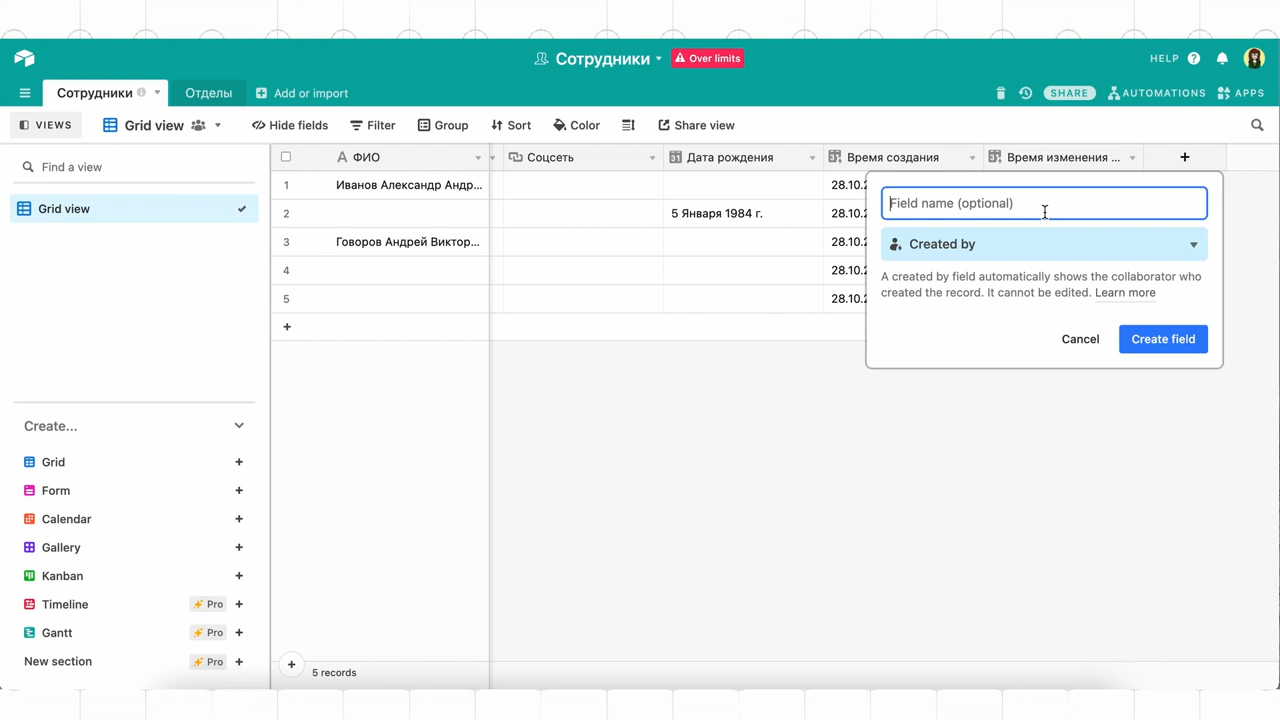 Сотрудники
Over limits
HELP
Сотрудники
Отделы
Add or import
SHARE
AUTOMATIONS
APPS
VIEWS
Grid view
Hide fields
Filter
Group
Sort
Color
Share view
Find a view
Grid view
ФИО
Соцсеть
Дата рождения
Время создания
Время изменения ...
1
Иванов Александр Андр...
28.10.2
2
5 Января 1984 г.
28.10.2
3
Говоров Андрей Виктор...
28.10.2
4
28.10.2
5
28.10.2
Field name (optional)
Created by
A created by field automatically shows the collaborator who
created the record. It cannot be edited. Learn more
Cancel
Create field
Create...
Grid
Form
Calendar
Gallery
Kanban
Timeline
Pro
Gantt
Pro
New section
Pro
5 records